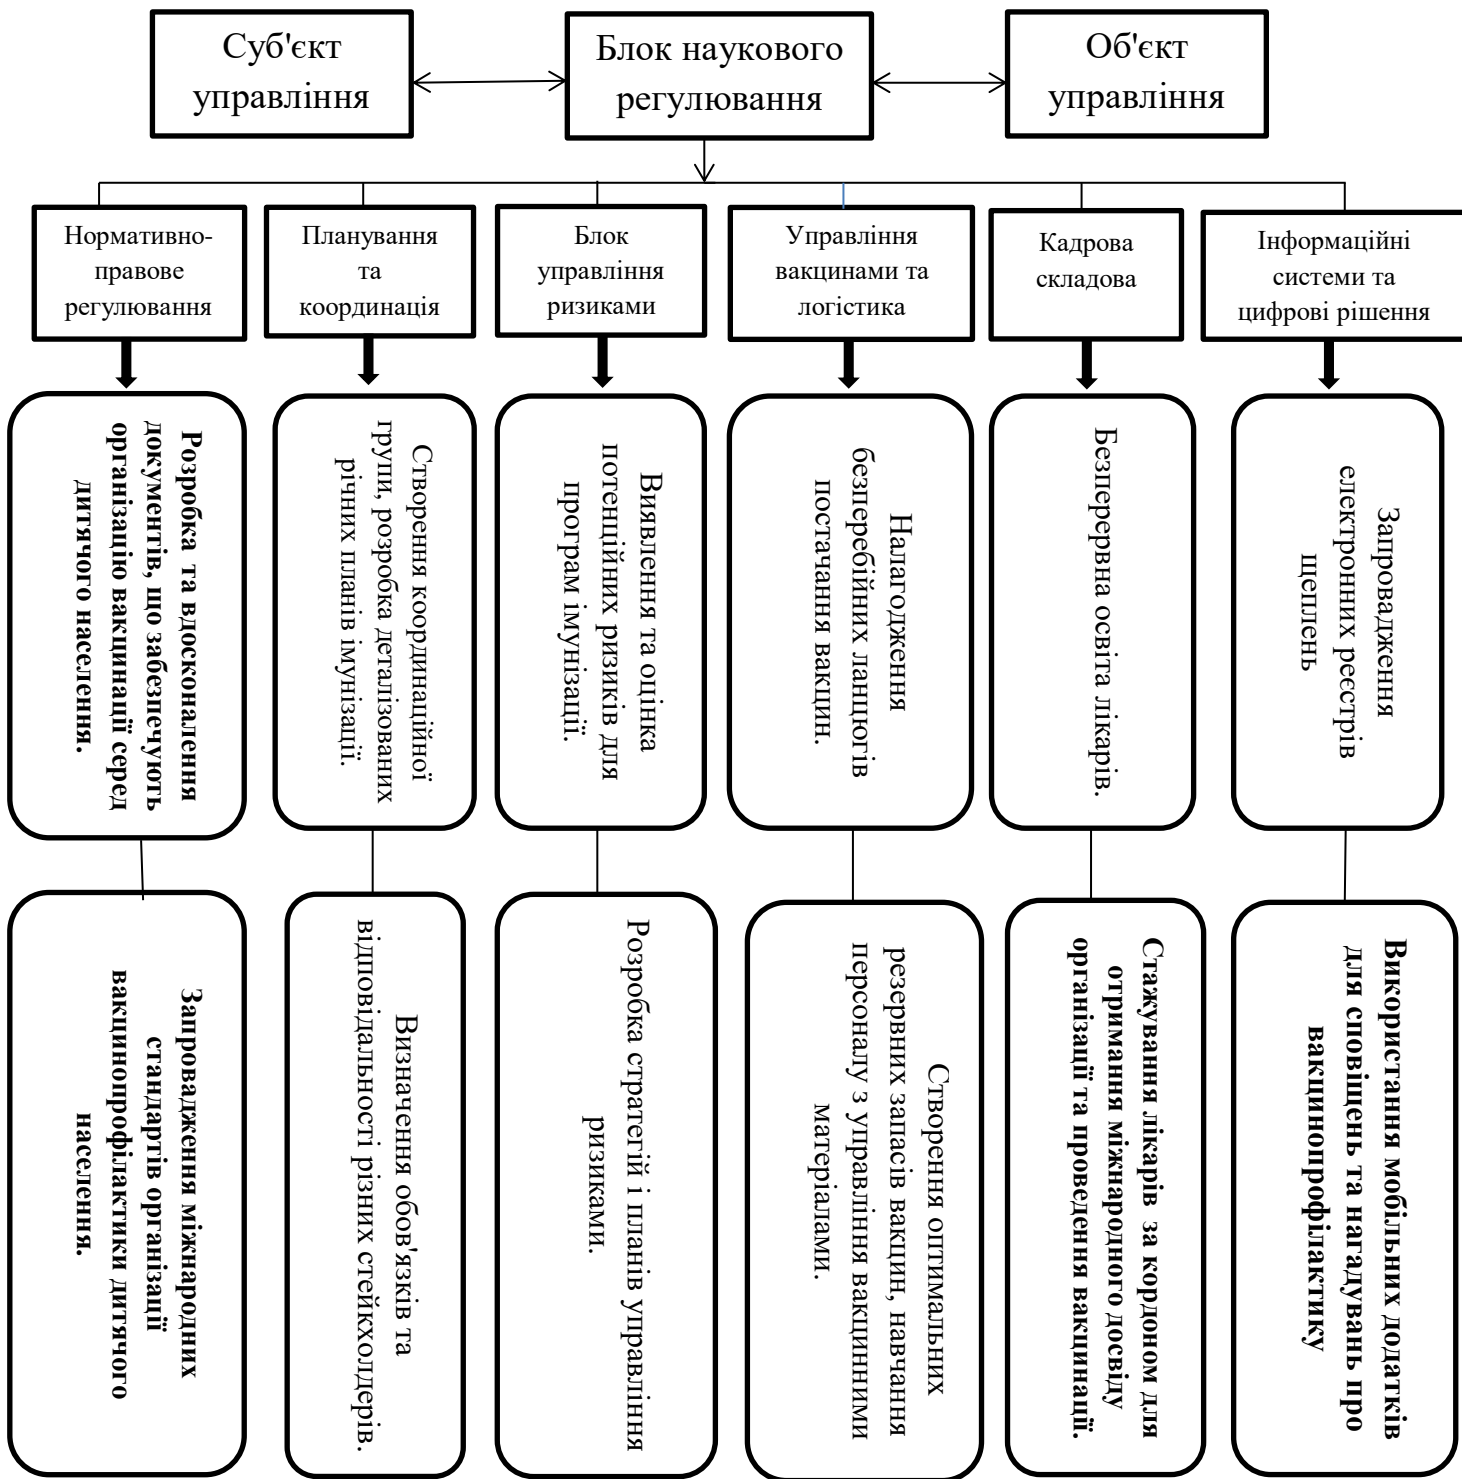 Суб'єкт
управління
Блок наукового
регулювання
Об'єкт
управління
Нормативно-
правове
регулювання
Планування
та
координація
Блок
управління
ризиками
Управління
вакцинами та
логістика
Кадрова
складова
Інформаційні
системи та
цифрові рішення
Розробка та вдосконалення
документів, що забезпечують
організацію вакцинації серед
дитячого населення.
Створення координаційної
групи, розробка деталізованих
річних планів імунізації.
Виявлення та оцінка
потенційних ризиків для
програм імунізації.
Налагодження
безперебійних ланцюгів
постачання вакцин.
Безперервна освіта лікарів.
Запровадження
електронних реєстрів
щеплень
Запровадження міжнародних
стандартів організації
вакцинопрофілактики дитячого
населення.
Визначення обов'язків та
відповідальності різних стейкхолдерів.
Розробка стратегій і планів управління
ризиками.
Створення оптимальних
резервних запасів вакцин, навчання
персоналу з управління вакцинними
матеріалами.
Стажування лікарів за кордоном для
отримання міжнародного досвіду
організації та проведення вакцинації.
Використання мобільних додатків
для сповіщень та нагадувань про
вакцинопрофілактику